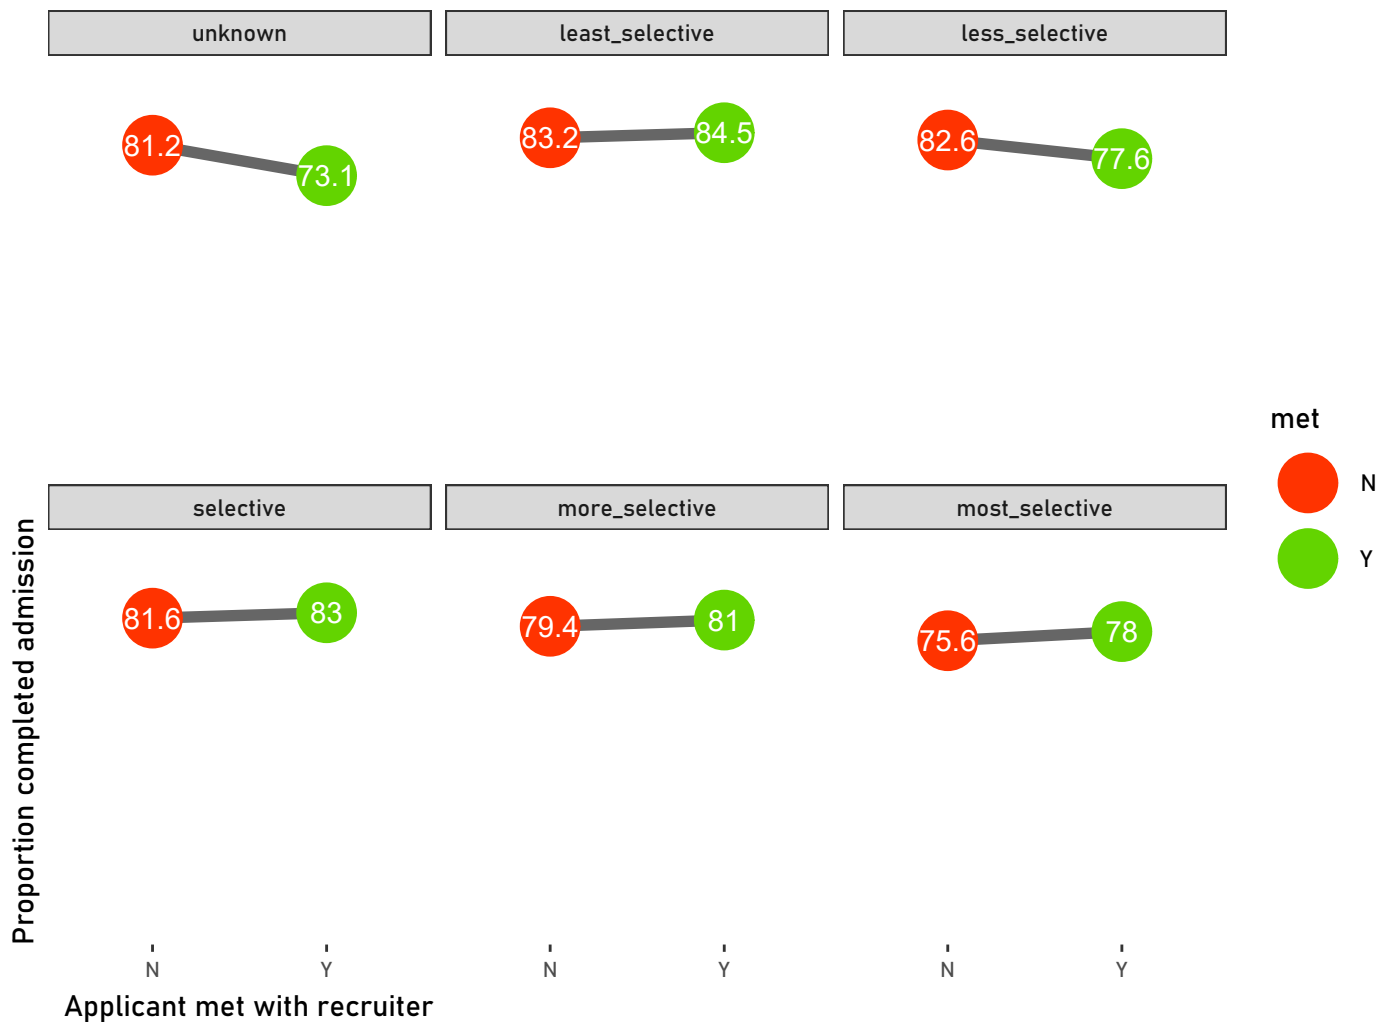 unknown
least_selective
less_selective
81.2
73.1
83.2
84.5
82.6
77.6
selective
more_selective
most_selective
81.6
83
79.4
81
75.6
78
N
Y
N
Y
N
Y
Applicant met with recruiter
Proportion completed admission
met
N
Y